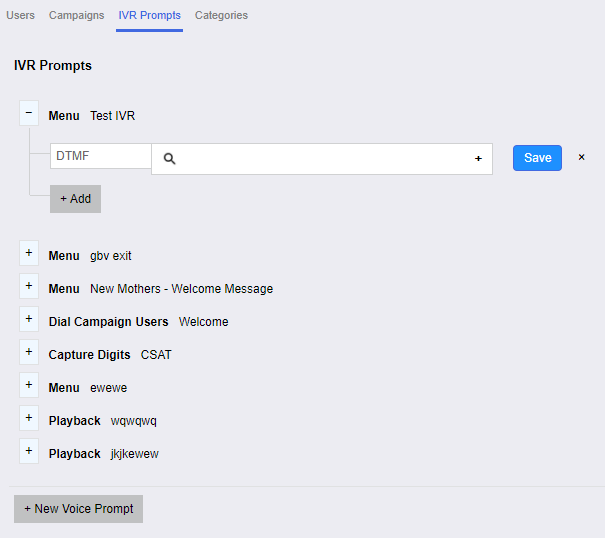 Users Campaigns IVR Prompts Categories
IVR Prompts
− Menu Test IVR
DTMF + Save ×
+ Add
+ Menu gbv exit
+ Menu New Mothers - Welcome Message
+ Dial Campaign Users Welcome
+ Capture Digits CSAT
+ Menu ewewe
+ Playback wqwqwq
+ Playback jkjkewew
+ New Voice Prompt